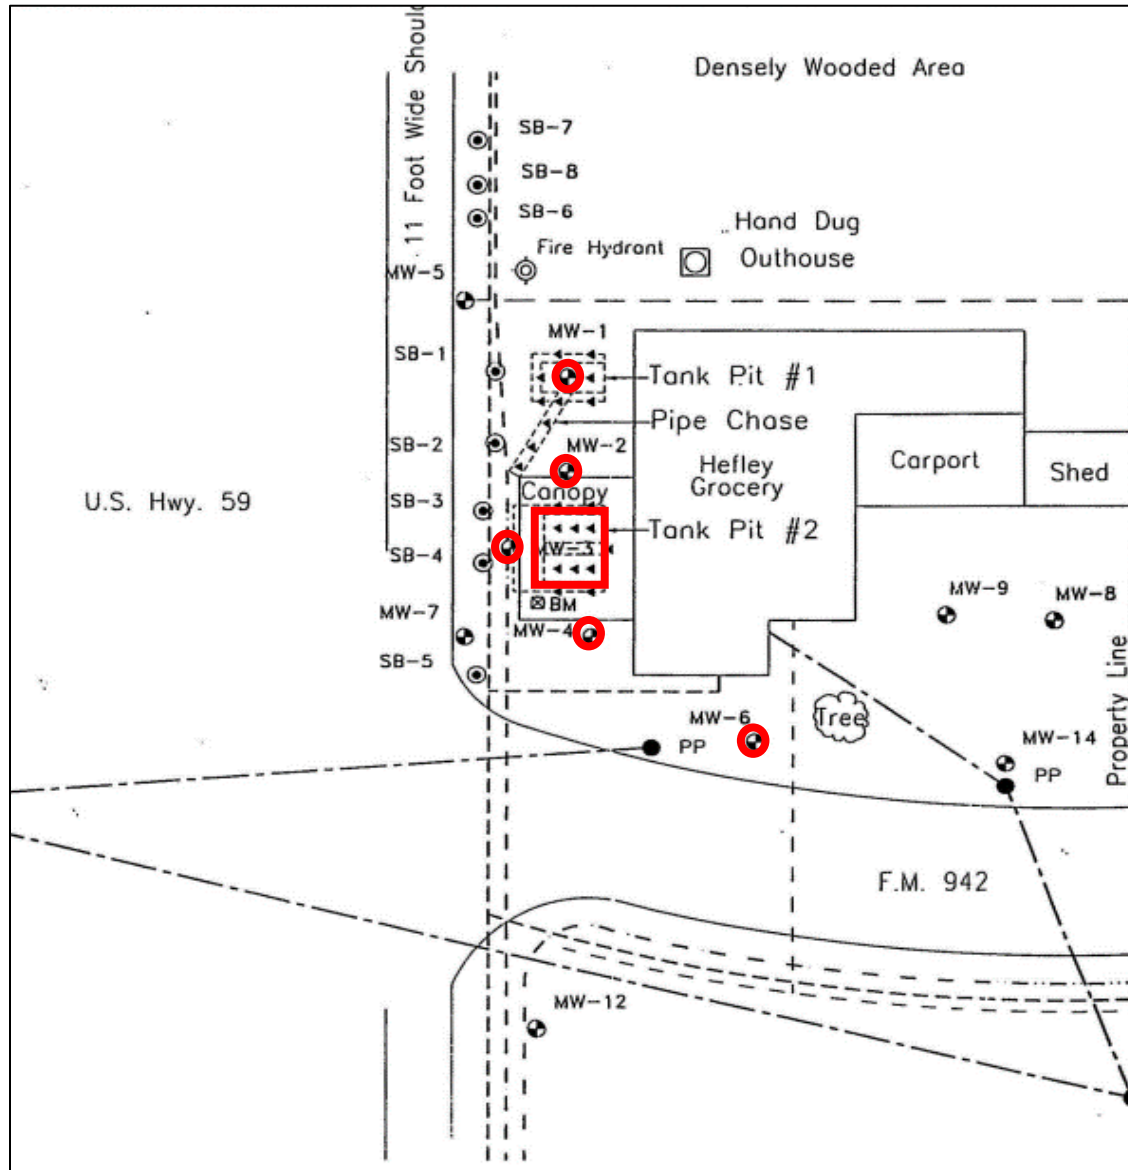 11 Foot Wide Shoul
Densely Wooded Area
SB-7
SB-8
SB-6
Hand Dug
Outhouse
Fire Hydrant
MW-5
MW-1
SB-1
Tank Pit #1
Pipe Chase
SB-2
MW-2
Hefley
Grocery
Carport
Shed
Canopy
U.S. Hwy. 59
SB-3
Tank Pit #2
MW-3
SB-4
MW-9
MW-8
BM
MW-7
MW-4
SB-5
MW-6
Tree
PP
MW-14
PP
Property Line
F.M. 942
MW-12